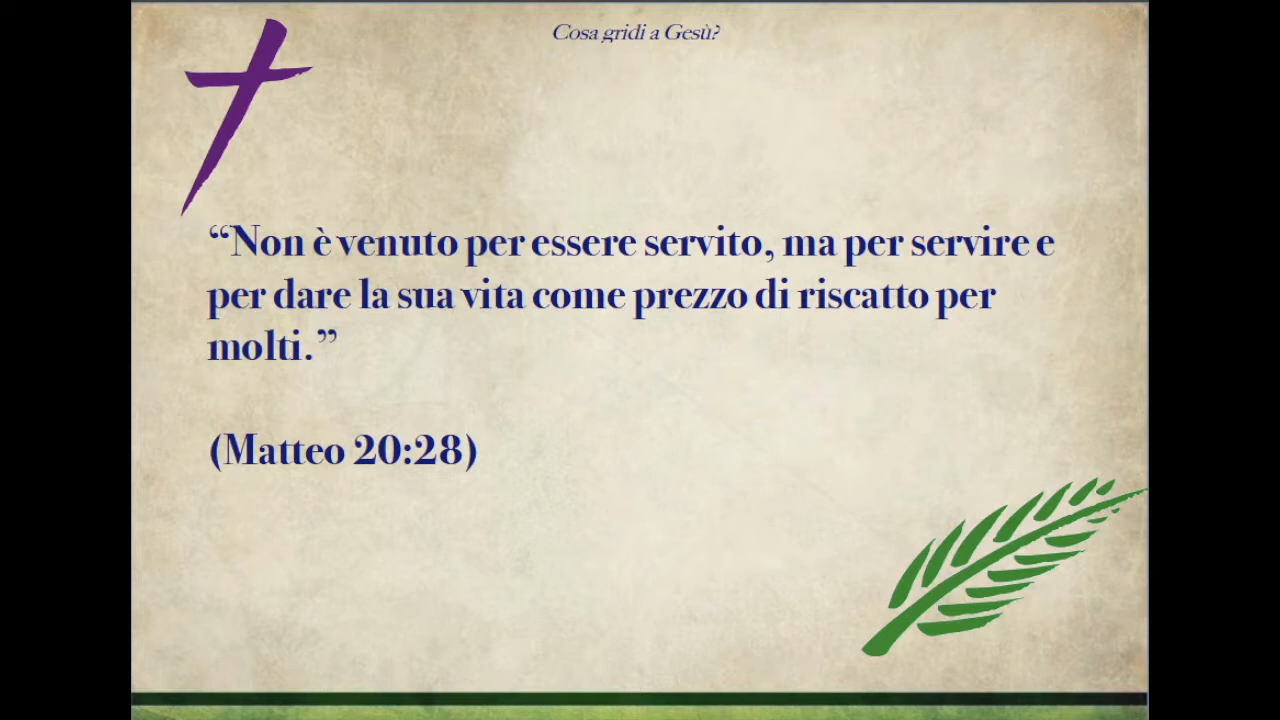 Cosa gridi a Gesù?
“Non è venuto per essere servito, ma per servire e
per dare la sua vita come prezzo di riscatto per
molti.”
(Matteo 20:28)